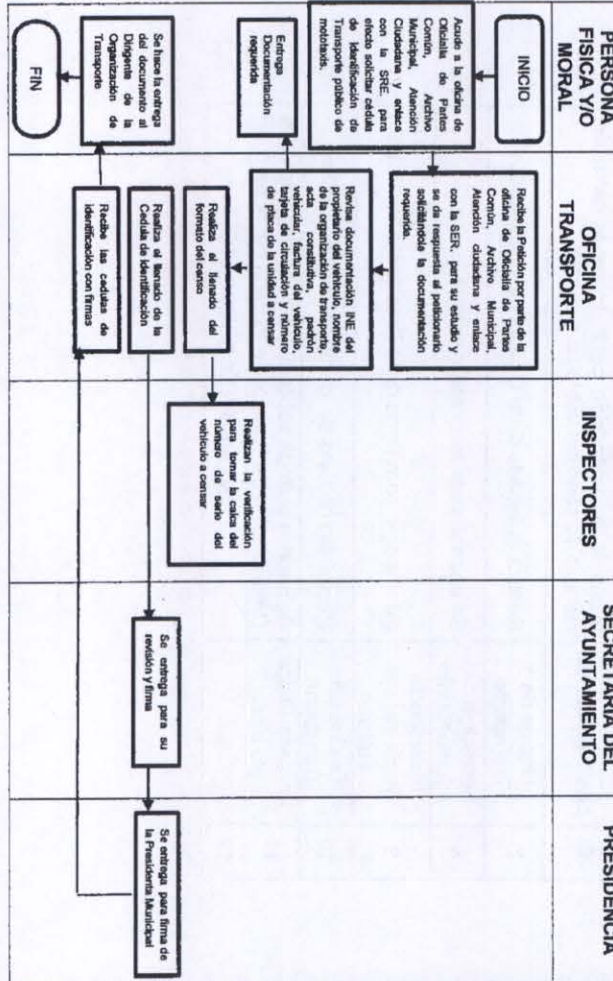 PERSONA
FISICA Y/O
MORAL
OFICINA
TRANSPORTE
INSPECTORES
SECRETARIA DEL
AYUNTAMIENTO
PRESIDENCIA
INICIO
Acude a la oficina de
Oficialía de Partes
Común, Archivo
Municipal, Atención
Ciudadana y enlace
con la SRE, para
efecto solicitar cédula
de identificación de
Transporte público de
mototaxis.
Recibe la Petición por parte de la
oficina de Oficialía de Partes
Común, Archivo Municipal,
Atención ciudadana y enlace
con la SER, para su estudio y
se da respuesta al peticionario
solicitándole la documentación
requerida.
Revisa documentación INE del
propietario del vehículo, nombre
de la organización de transporte,
acta constitutiva, padrón
vehicular, factura del vehículo,
tarjeta de circulación y número
de placa de la unidad a censar
Entrega
Documentación
requerida
Realiza el llenado del
formato del censo
Realizan la verificación
para tomar la calca del
número de serie del
vehículo a censar
Realiza el llenado de la
Cedula de Identificación
Se entrega para su
revisión y firma
Se entrega para firma de
la Presidenta Municipal
Recibe las cedulas de
identificación con firmas
Se hace la entrega
del documento al
Dirigente de la
Organización de
Transporte
FIN